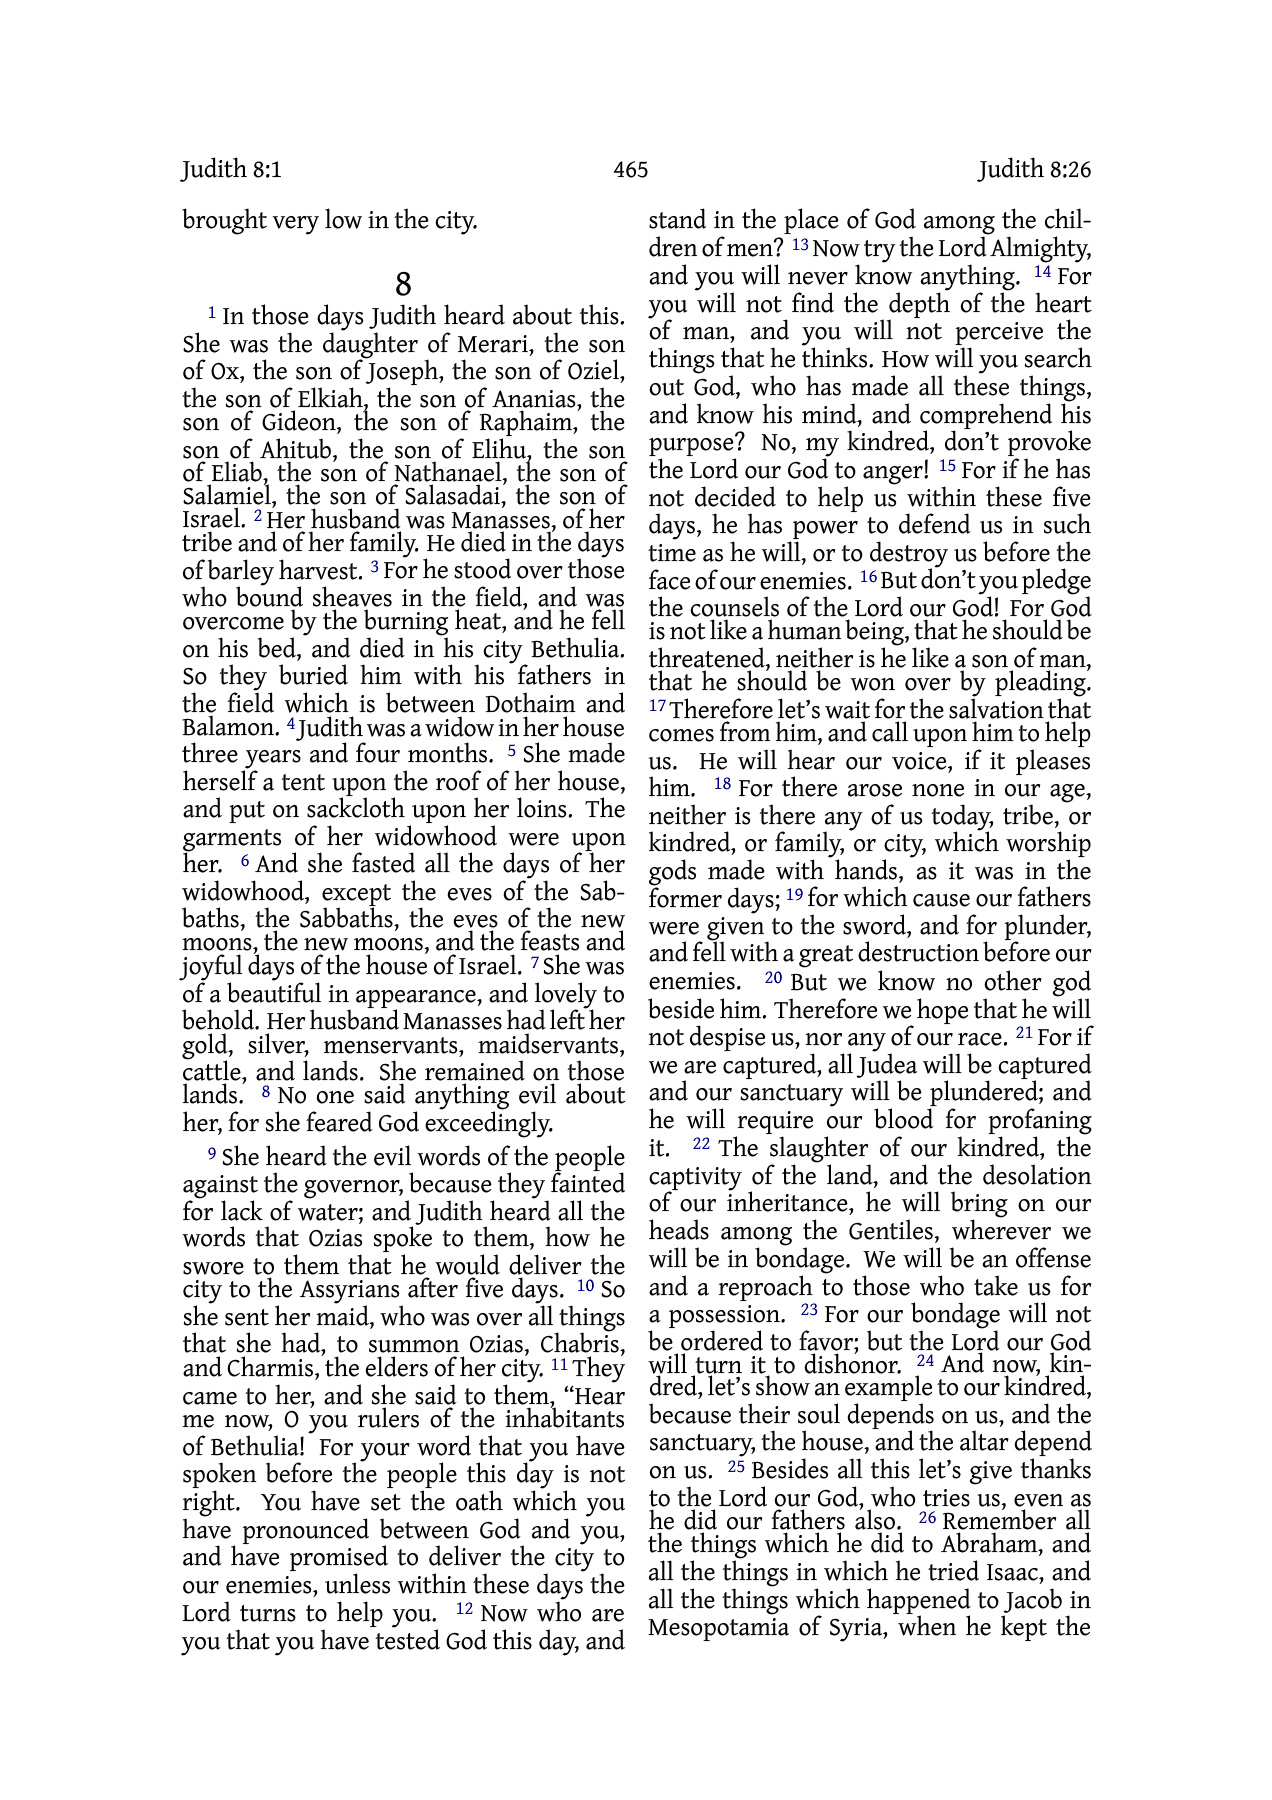 Judith 8:1 465 Judith 8:26
brought very low in the city.
8
1 In those days Judith heard about this.
She was the daughter of Merari, the son
of Ox, the son of Joseph, the son of Oziel,
the son of Elkiah, the son of Ananias, the
son of Gideon, the son of Raphaim, the
son of Ahitub, the son of Elihu, the son
of Eliab, the son of Nathanael, the son of
Salamiel, the son of Salasadai, the son of
Israel. 2 Her husband was Manasses, of her
tribe and of her family. He died in the days
of barley harvest. 3 For he stood over those
who bound sheaves in the field, and was
overcome by the burning heat, and he fell
on his bed, and died in his city Bethulia.
So they buried him with his fathers in
the field which is between Dothaim and
Balamon. 4 Judith was a widow in her house
three years and four months. 5 She made
herself a tent upon the roof of her house,
and put on sackcloth upon her loins. The
garments of her widowhood were upon
her. 6 And she fasted all the days of her
widowhood, except the eves of the Sab-
baths, the Sabbaths, the eves of the new
moons, the new moons, and the feasts and
joyful days of the house of Israel. 7 She was
of a beautiful in appearance, and lovely to
behold. Her husband Manasses had left her
gold, silver, menservants, maidservants,
cattle, and lands. She remained on those
lands. 8 No one said anything evil about
her, for she feared God exceedingly.
9 She heard the evil words of the people
against the governor, because they fainted
for lack of water; and Judith heard all the
words that Ozias spoke to them, how he
swore to them that he would deliver the
city to the Assyrians after five days. 10 So
she sent her maid, who was over all things
that she had, to summon Ozias, Chabris,
and Charmis, the elders of her city. 11 They
came to her, and she said to them, “Hear
me now, O you rulers of the inhabitants
of Bethulia! For your word that you have
spoken before the people this day is not
right. You have set the oath which you
have pronounced between God and you,
and have promised to deliver the city to
our enemies, unless within these days the
Lord turns to help you. 12 Now who are
you that you have tested God this day, and
stand in the place of God among the chil-
dren of men? 13 Now try the Lord Almighty,
and you will never know anything. 14 For
you will not find the depth of the heart
of man, and you will not perceive the
things that he thinks. How will you search
out God, who has made all these things,
and know his mind, and comprehend his
purpose? No, my kindred, don’t provoke
the Lord our God to anger! 15 For if he has
not decided to help us within these five
days, he has power to defend us in such
time as he will, or to destroy us before the
face of our enemies. 16 But don’t you pledge
the counsels of the Lord our God! For God
is not like a human being, that he should be
threatened, neither is he like a son of man,
that he should be won over by pleading.
17 Therefore let’s wait for the salvation that
comes from him, and call upon him to help
us. He will hear our voice, if it pleases
him. 18 For there arose none in our age,
neither is there any of us today, tribe, or
kindred, or family, or city, which worship
gods made with hands, as it was in the
former days; 19 for which cause our fathers
were given to the sword, and for plunder,
and fell with a great destruction before our
enemies. 20 But we know no other god
beside him. Therefore we hope that he will
not despise us, nor any of our race. 21 For if
we are captured, all Judea will be captured
and our sanctuary will be plundered; and
he will require our blood for profaning
it. 22 The slaughter of our kindred, the
captivity of the land, and the desolation
of our inheritance, he will bring on our
heads among the Gentiles, wherever we
will be in bondage. We will be an offense
and a reproach to those who take us for
a possession. 23 For our bondage will not
be ordered to favor; but the Lord our God
will turn it to dishonor. 24 And now, kin-
dred, let’s show an example to our kindred,
because their soul depends on us, and the
sanctuary, the house, and the altar depend
on us. 25 Besides all this let’s give thanks
to the Lord our God, who tries us, even as
he did our fathers also. 26 Remember all
the things which he did to Abraham, and
all the things in which he tried Isaac, and
all the things which happened to Jacob in
Mesopotamia of Syria, when he kept the